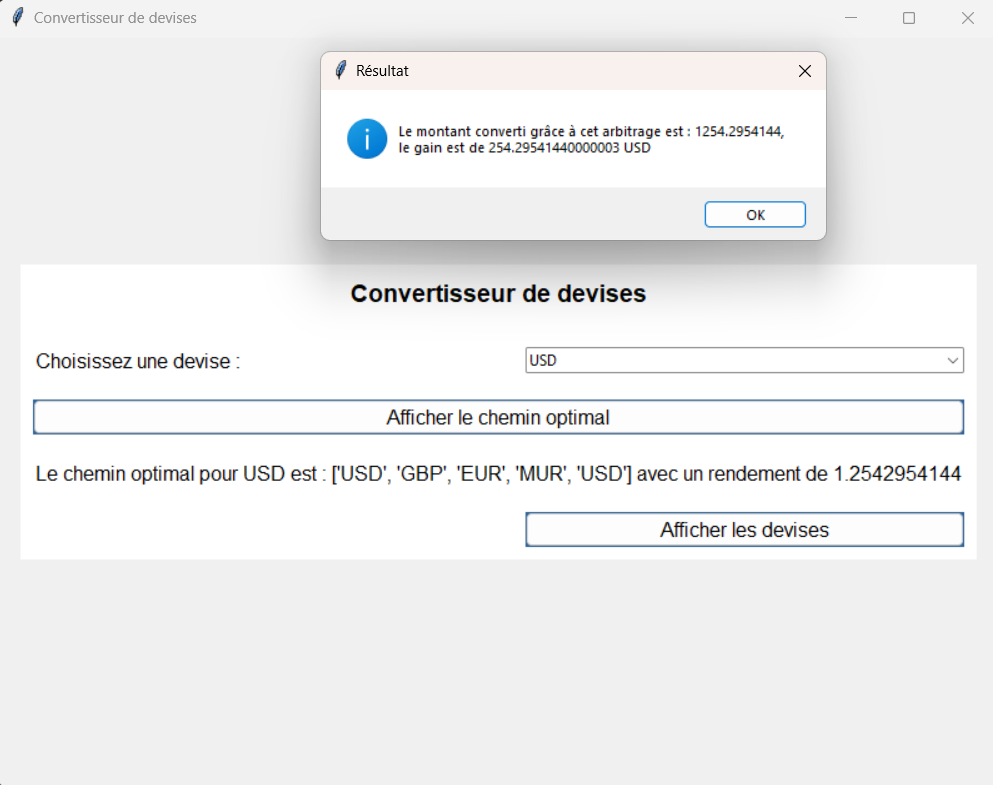 Convertisseur de devises
Résultat
Le montant converti grâce à cet arbitrage est : 1254.2954144,
le gain est de 254.29541440000003 USD
OK
Convertisseur de devises
Choisissez une devise :
USD
Afficher le chemin optimal
Le chemin optimal pour USD est : ['USD', 'GBP', 'EUR', 'MUR', 'USD'] avec un rendement de 1.2542954144
Afficher les devises